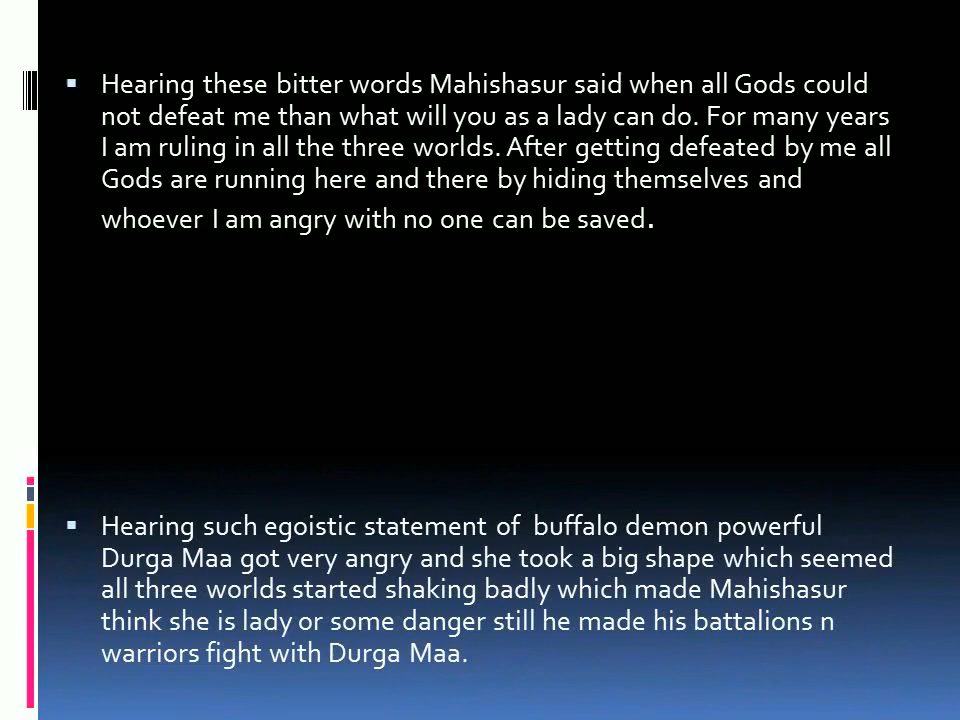 ▪ Hearing these bitter words Mahishasur said when all Gods could
not defeat me than what will you as a lady can do. For many years
I am ruling in all the three worlds. After getting defeated by me all
Gods are running here and there by hiding themselves and
whoever I am angry with no one can be saved.
▪ Hearing such egoistic statement of buffalo demon powerful
Durga Maa got very angry and she took a big shape which seemed
all three worlds started shaking badly which made Mahishasur
think she is lady or some danger still he made his battalions n
warriors fight with Durga Maa.